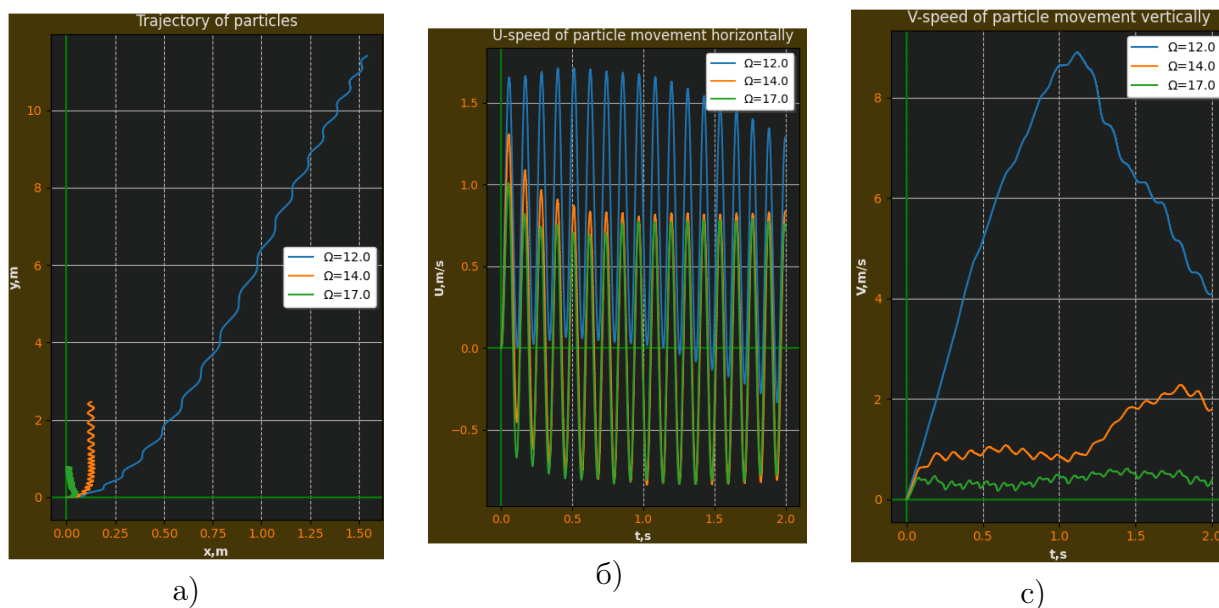 Trajectory of particles
10
8
6
4
2
0
y,m
Ω=12.0
Ω=14.0
Ω=17.0
0.00 0.25 0.50 0.75 1.00 1.25 1.50
x,m
а)
U-speed of particle movement horizontally
1.5
1.0
0.5
0.0
−0.5
U,m/s
Ω=12.0
Ω=14.0
Ω=17.0
0.0 0.5 1.0 1.5 2.0
t,s
б)
V-speed of particle movement vertically
8
6
4
2
0
V,m/s
Ω=12.0
Ω=14.0
Ω=17.0
0.0 0.5 1.0 1.5 2.0
t,s
с)